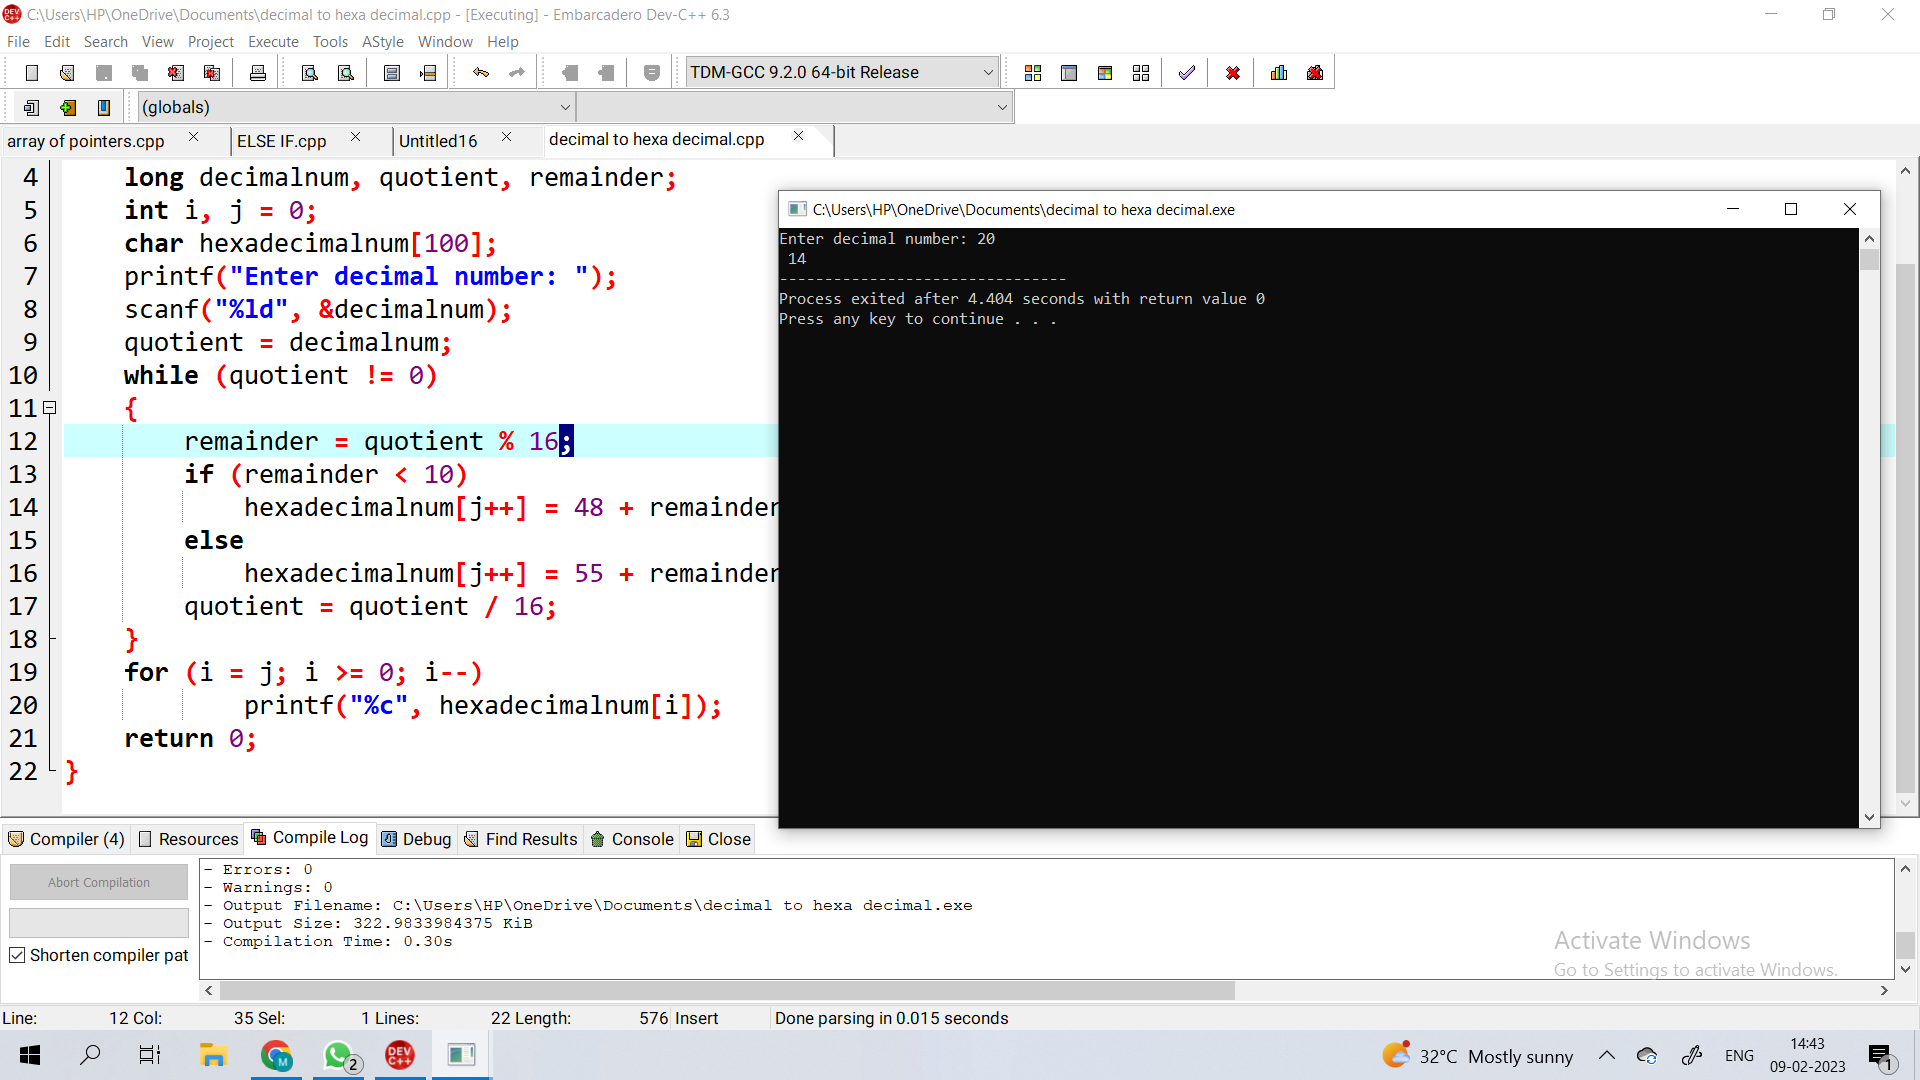 C:\Users\HP\OneDrive\Documents\decimal to hexa decimal.cpp - [Executing] - Embarcadero Dev-C++ 6.3
File Edit Search View Project Execute Tools AStyle Window Help
TDM-GCC 9.2.0 64-bit Release
(globals)
array of pointers.cpp ELSE IF.cpp Untitled16 decimal to hexa decimal.cpp
4 long decimalnum, quotient, remainder;
5 int i, j = 0;
6 char hexadecimalnum[100];
7 printf("Enter decimal number: ");
8 scanf("%ld", &decimalnum);
9 quotient = decimalnum;
10 while (quotient != 0)
11 {
12 remainder = quotient % 16;
13 if (remainder < 10)
14 hexadecimalnum[j++] = 48 + remainder
15 else
16 hexadecimalnum[j++] = 55 + remainder
17 quotient = quotient / 16;
18 }
19 for (i = j; i >= 0; i--)
20 printf("%c", hexadecimalnum[i]);
21 return 0;
22 }
C:\Users\HP\OneDrive\Documents\decimal to hexa decimal.exe
Enter decimal number: 20
14
--------------------------------
Process exited after 4.404 seconds with return value 0
Press any key to continue . . .
Compiler (4) Resources Compile Log Debug Find Results Console Close
Abort Compilation
Shorten compiler pat
- Errors: 0
- Warnings: 0
- Output Filename: C:\Users\HP\OneDrive\Documents\decimal to hexa decimal.exe
- Output Size: 322.9833984375 KiB
- Compilation Time: 0.30s
Activate Windows
Go to Settings to activate Windows.
Line: 12 Col: 35 Sel: 1 Lines: 22 Length: 576 Insert Done parsing in 0.015 seconds
M 2 DEV C++ 32°C Mostly sunny ENG 14:43
09-02-2023 1